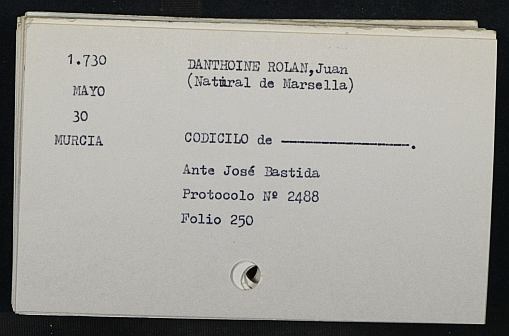 1.730
DANTHOINE ROLAN,Juan
(Natural de Marsella)
MAYO
30
MURCIA
CODICILO de ——————————.
Ante José Bastida
Protocolo Nº 2488
Folio 250